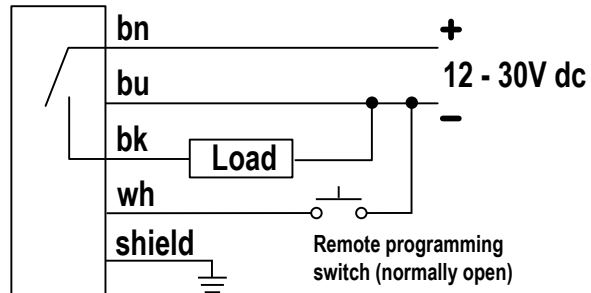 bn
+
12 - 30V dc
bu
–
bk
Load
wh
shield
Remote programming
switch (normally open)